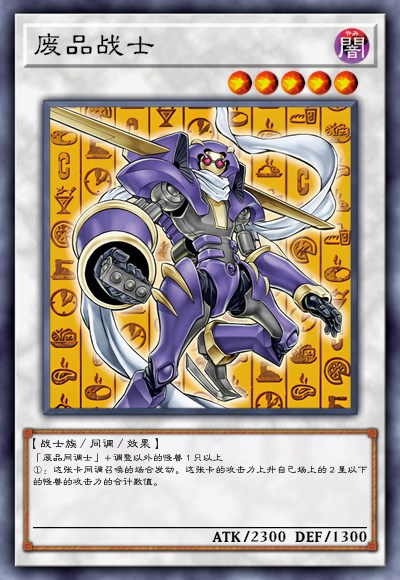 废品战士
やみ
闇
【战士族／同调／效果】
「废品同调士」＋调整以外的怪兽1只以上
①：这张卡同调召唤的场合发动。这张卡的攻击力上升自己场上的2星以下
的怪兽的攻击力的合计数值。
ATK/2300 DEF/1300